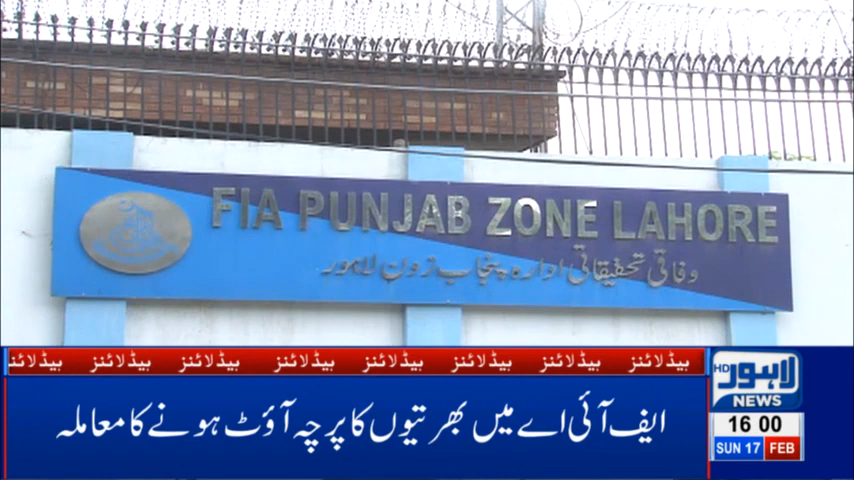 FIA PUNJAB ZONE LAHORE
وفاقی تحقیقاتی ادارہ پنجاب زون لاہور
ہیڈلائنز ہیڈلائنز ہیڈلائنز ہیڈلائنز ہیڈلائنز ہیڈلائنز ہیڈلائنز ہیڈلائنز
ایف آئی اے میں بھرتیوں کا پرچہ آؤٹ ہونے کا معاملہ
HD لاہور
NEWS
16 00
SUN 17 FEB